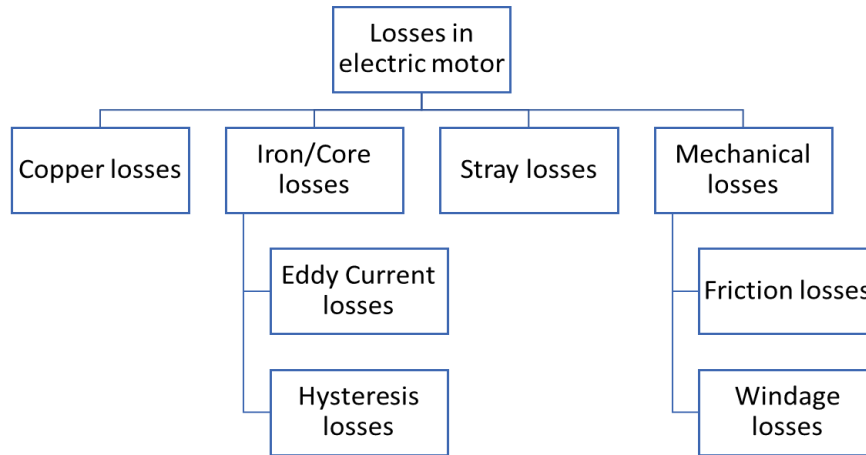 Losses in
electric motor
Copper losses
Iron/Core
losses
Stray losses
Mechanical
losses
Eddy Current
losses
Friction losses
Hysteresis
losses
Windage
losses